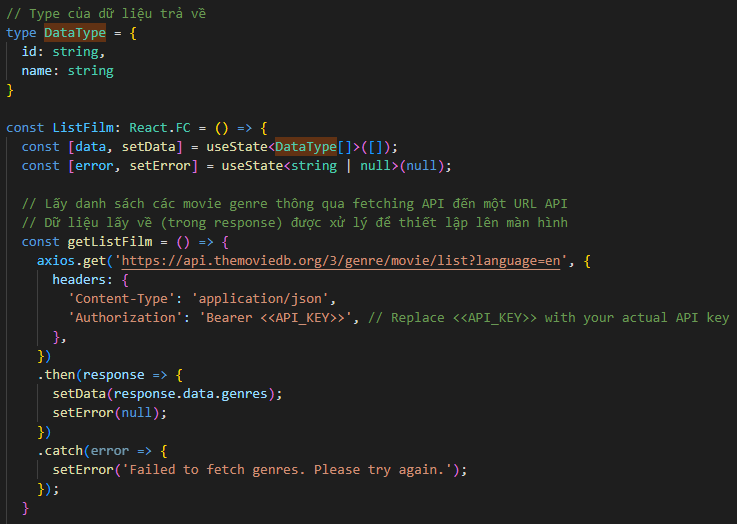 // Type của dữ liệu trả về
type DataType = {
  id: string,
  name: string
}
const ListFilm: React.FC = () => {
  const [data, setData] = useState<DataType[]>([]);
  const [error, setError] = useState<string | null>(null);
  // Lấy danh sách các movie genre thông qua fetching API đến một URL API
  // Dữ liệu lấy về (trong response) được xử lý để thiết lập lên màn hình
  const getListFilm = () => {
    axios.get('https://api.themoviedb.org/3/genre/movie/list?language=en', {
      headers: {
        'Content-Type': 'application/json',
        'Authorization': 'Bearer <<API_KEY>>', // Replace <<API_KEY>> with your actual API key
      },
    })
    .then(response => {
      setData(response.data.genres);
      setError(null);
    })
    .catch(error => {
      setError('Failed to fetch genres. Please try again.');
    });
  }